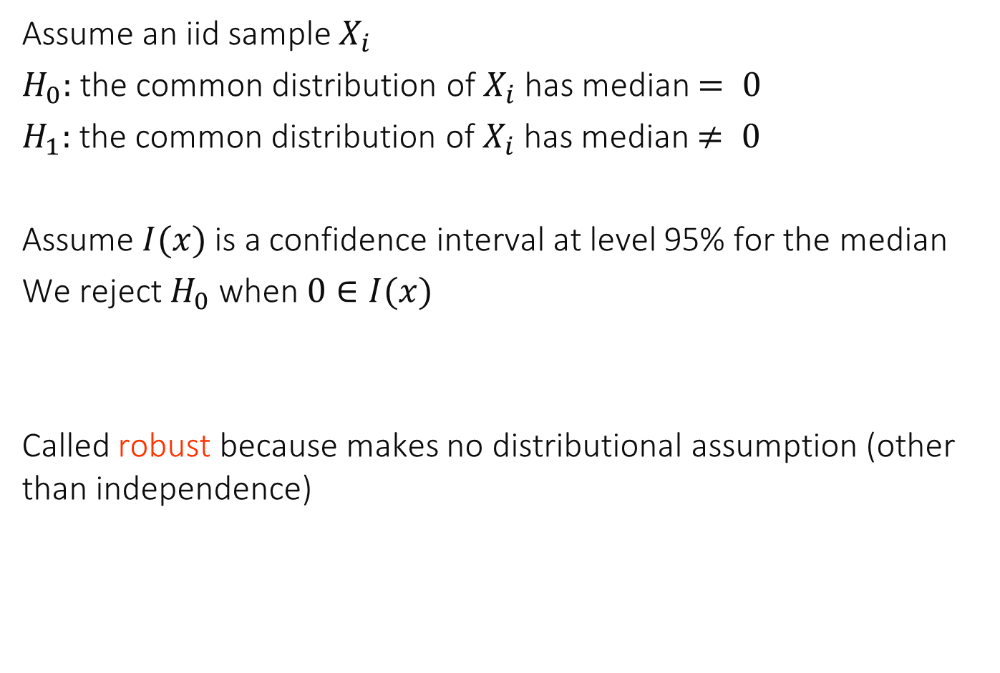 Assume an iid sample $X_i$
$H_0$: the common distribution of $X_i$ has median $= 0$
$H_1$: the common distribution of $X_i$ has median $\neq 0$
Assume $I(x)$ is a confidence interval at level 95% for the median
We reject $H_0$ when $0 \in I(x)$
Called robust because makes no distributional assumption (other
than independence)